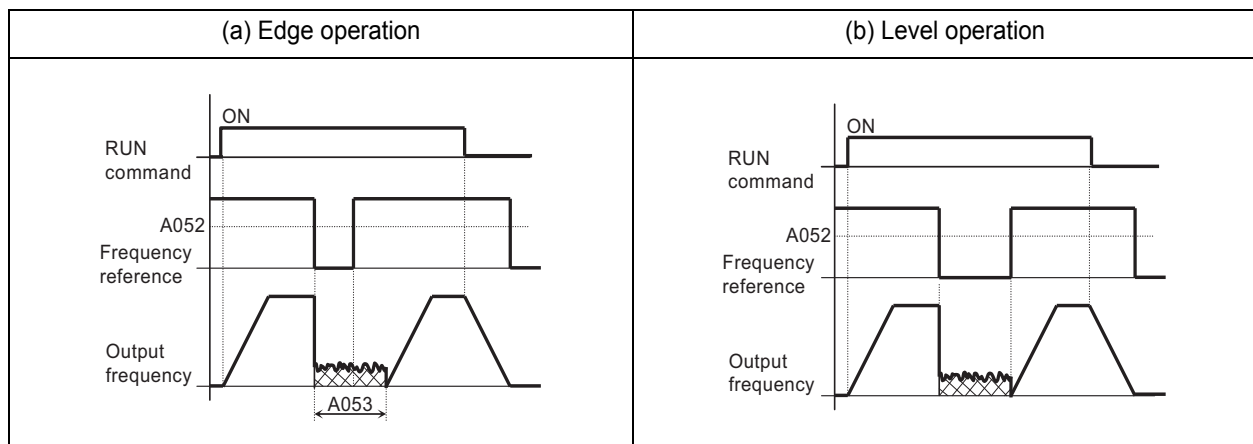 (a) Edge operation
(b) Level operation
ON
RUN
command
A052
Frequency
reference
Output
frequency
A053
ON
RUN
command
A052
Frequency
reference
Output
frequency